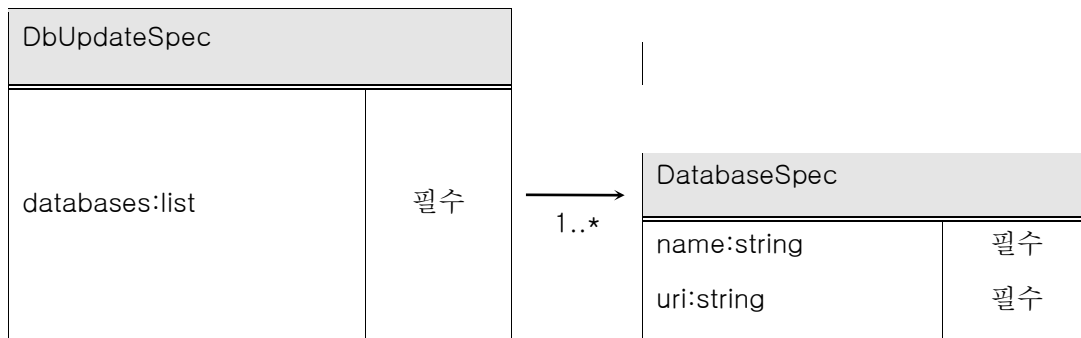 DbUpdateSpec
databases:list 필수
1..*
DatabaseSpec
name:string 필수
uri:string 필수